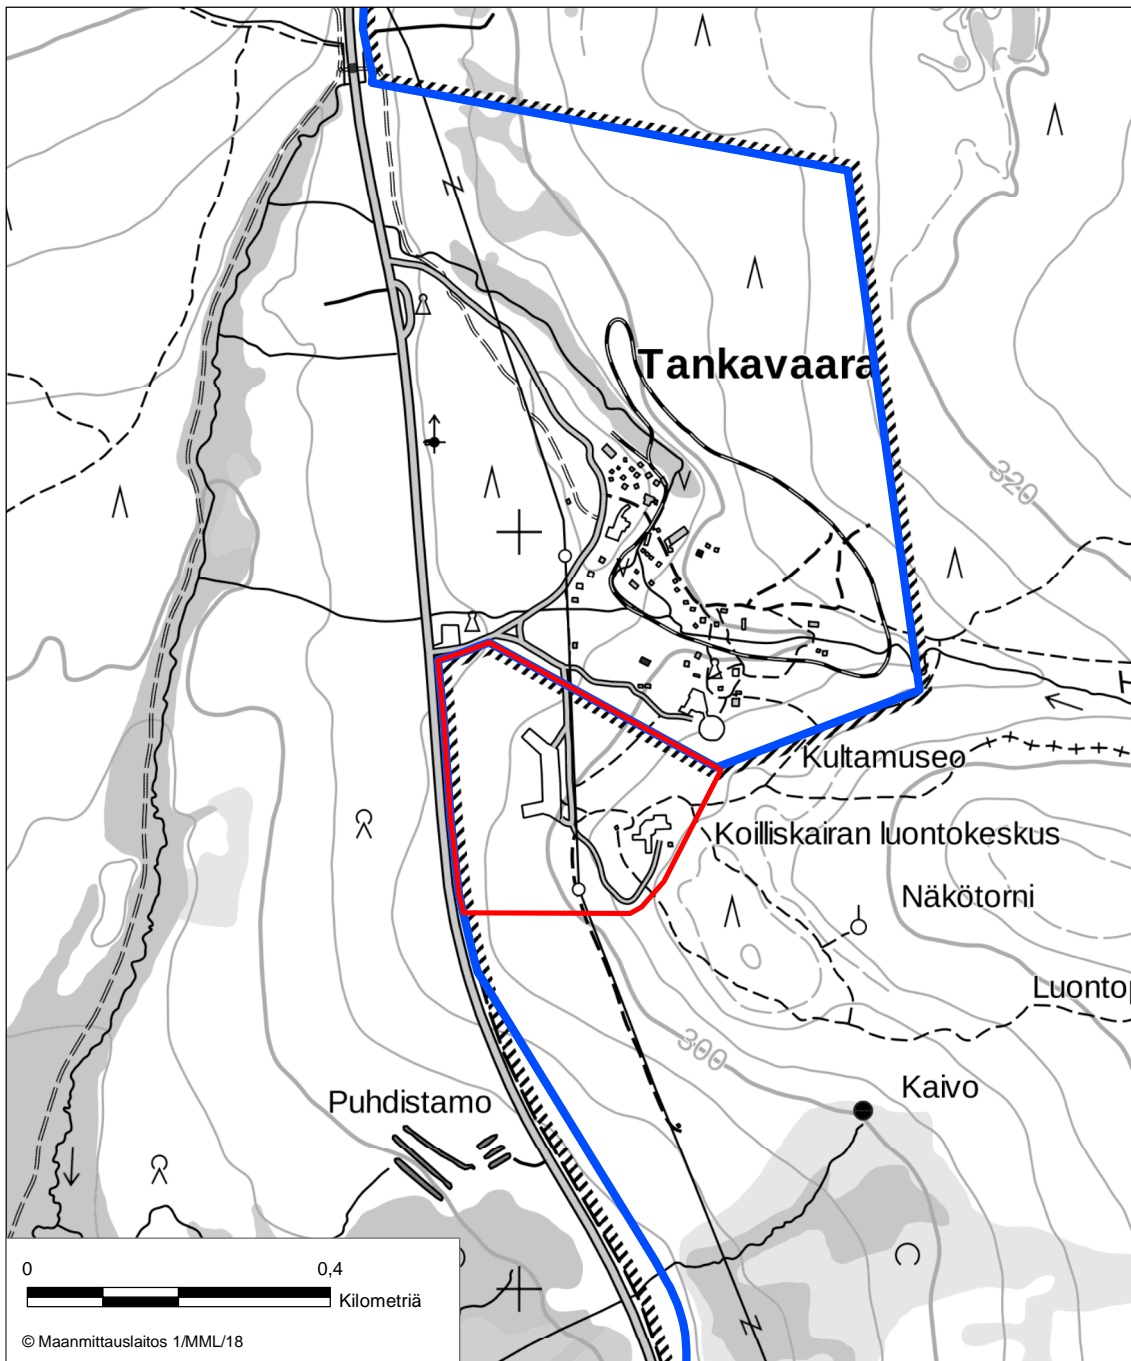 Tankavaara
320
Kultamuseo
Koilliskairan luontokeskus
Näkötorni
Luontop
300
Kaivo
Puhdistamo
0 0,4
Kilometriä
© Maanmittauslaitos 1/MML/18